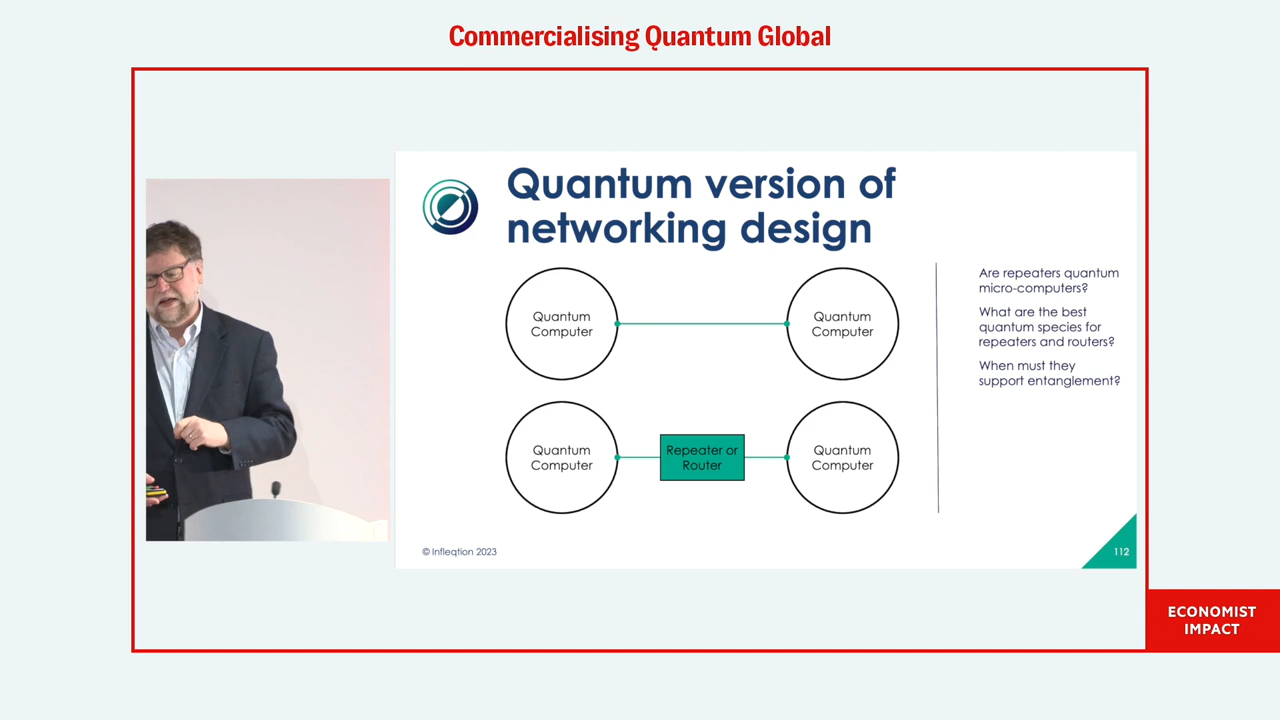 Commercialising Quantum Global
Quantum version of
networking design
Quantum
Computer
Quantum
Computer
Are repeaters quantum
micro-computers?
What are the best
quantum species for
repeaters and routers?
When must they
support entanglement?
Quantum
Computer
Repeater or
Router
Quantum
Computer
© Infleqtion 2023
112
ECONOMIST
IMPACT